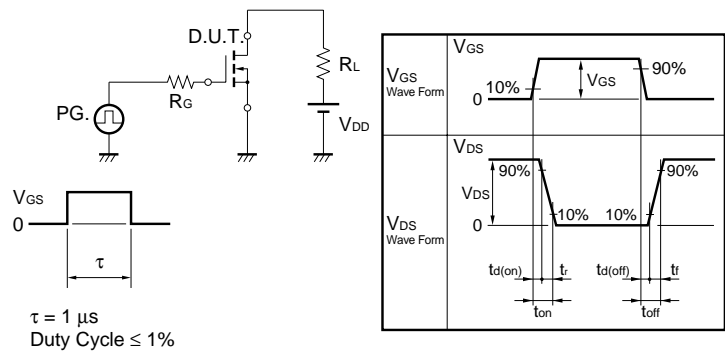 D.U.T.
RL
RG
PG.
VDD
VGS
0
τ
τ = 1 μs
Duty Cycle ≤ 1%
VGS
Wave Form
VGS
10%
0
VGS
90%
VDS
Wave Form
VDS
VDS
90%
90%
10%
10%
0
td(on)
tr
td(off)
tf
ton
toff